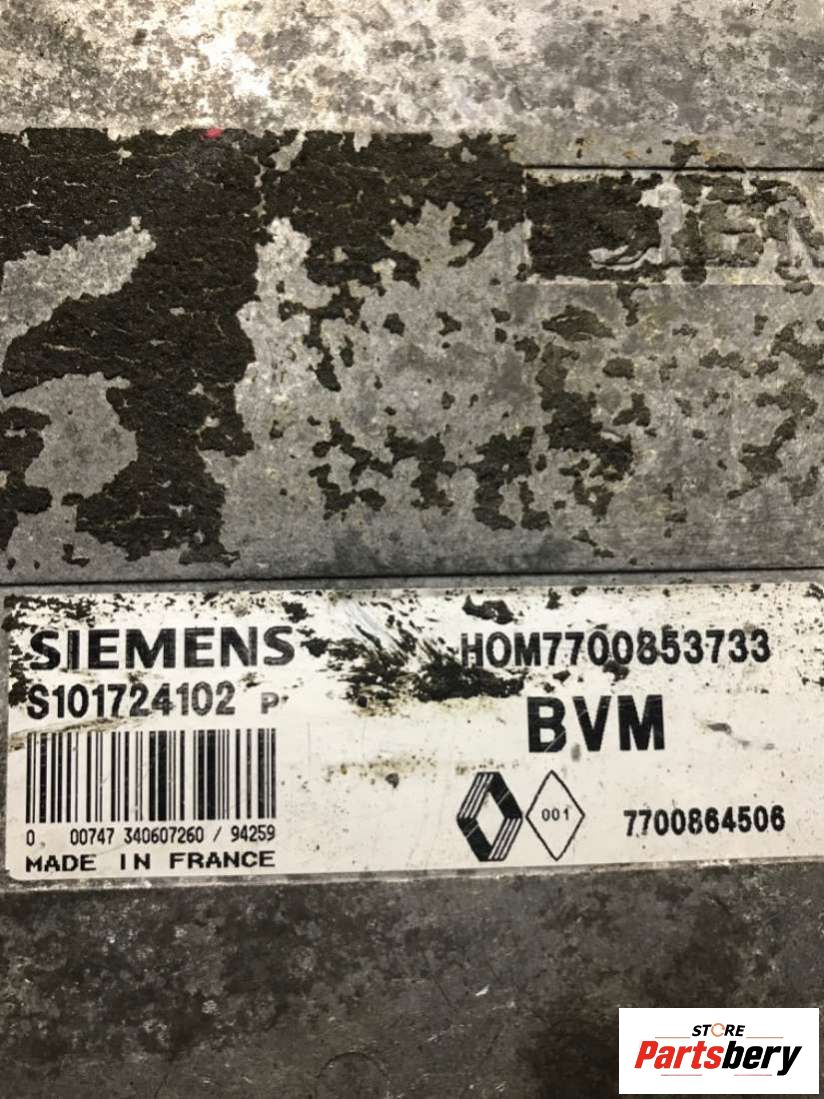 SIEMENS
S101724102 P
0 00747 340607260 / 94259
MADE IN FRANCE
HOM7700853733
BVM
001
7700864506
STORE
Partsbery